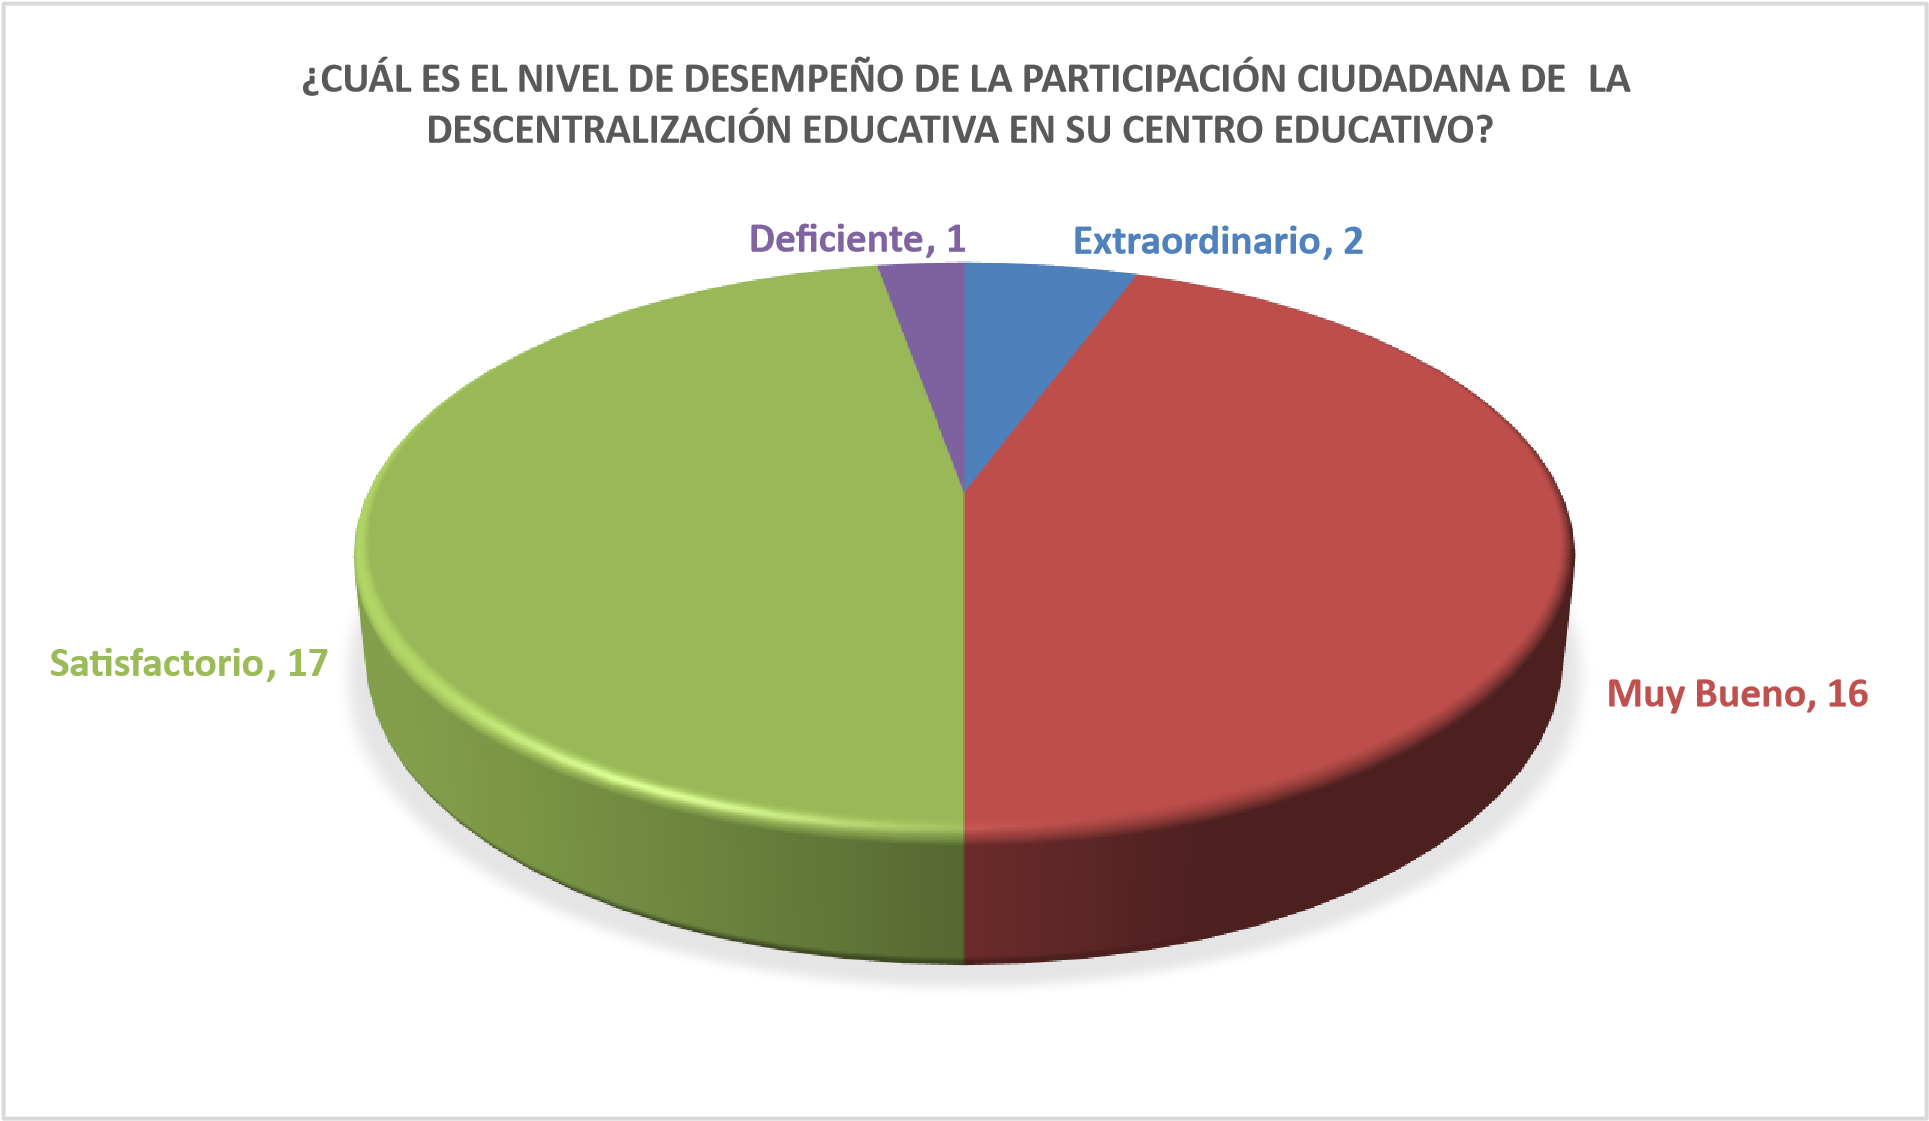 ¿CUÁL ES EL NIVEL DE DESEMPEÑO DE LA PARTICIPACIÓN CIUDADANA DE  LA
DESCENTRALIZACIÓN EDUCATIVA EN SU CENTRO EDUCATIVO?
Deficiente, 1
Extraordinario, 2
Satisfactorio, 17
Muy Bueno, 16